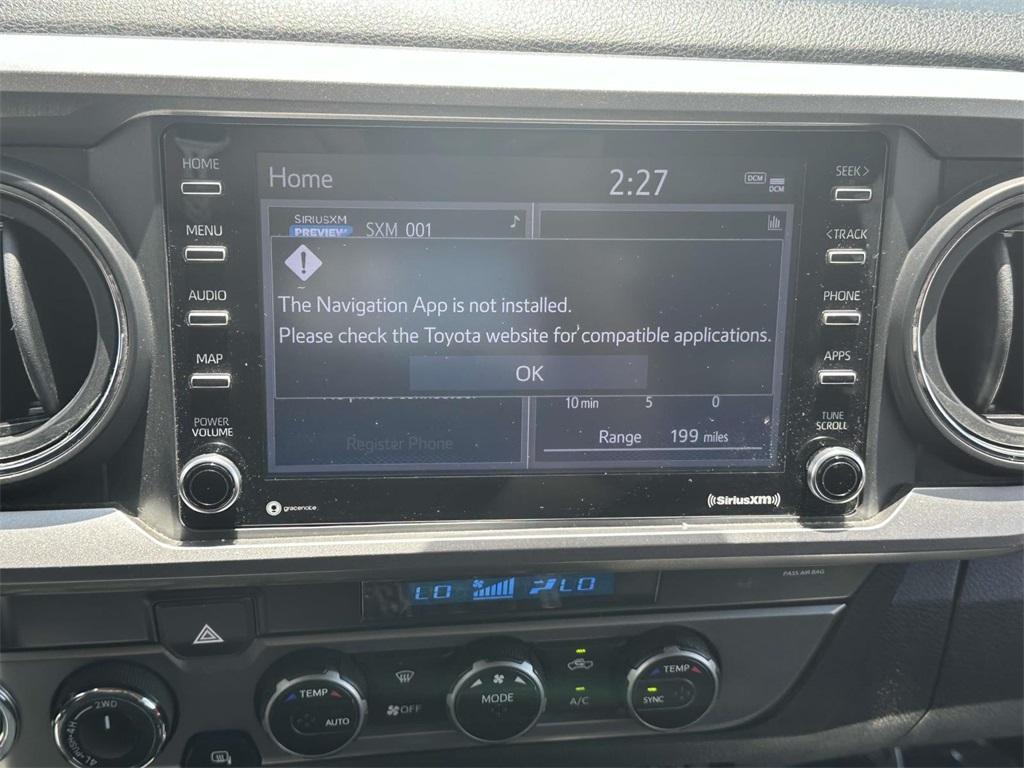 HOME
MENU
AUDIO
MAP
POWER
VOLUME
Home
2:27
DCM
DCM
SIRIUSXM
PREVIEW
SXM 001
The Navigation App is not installed.
Please check the Toyota website for compatible applications.
OK
Register Phone
10 min 5 0
Range 199 miles
SEEK>
<TRACK
PHONE
APPS
TUNE
SCROLL
gracenote
((SiriusXM))
PASS AIR BAG
LO
LO
2WD
TEMP
AUTO
OFF
MODE
A/C
TEMP
SYNC